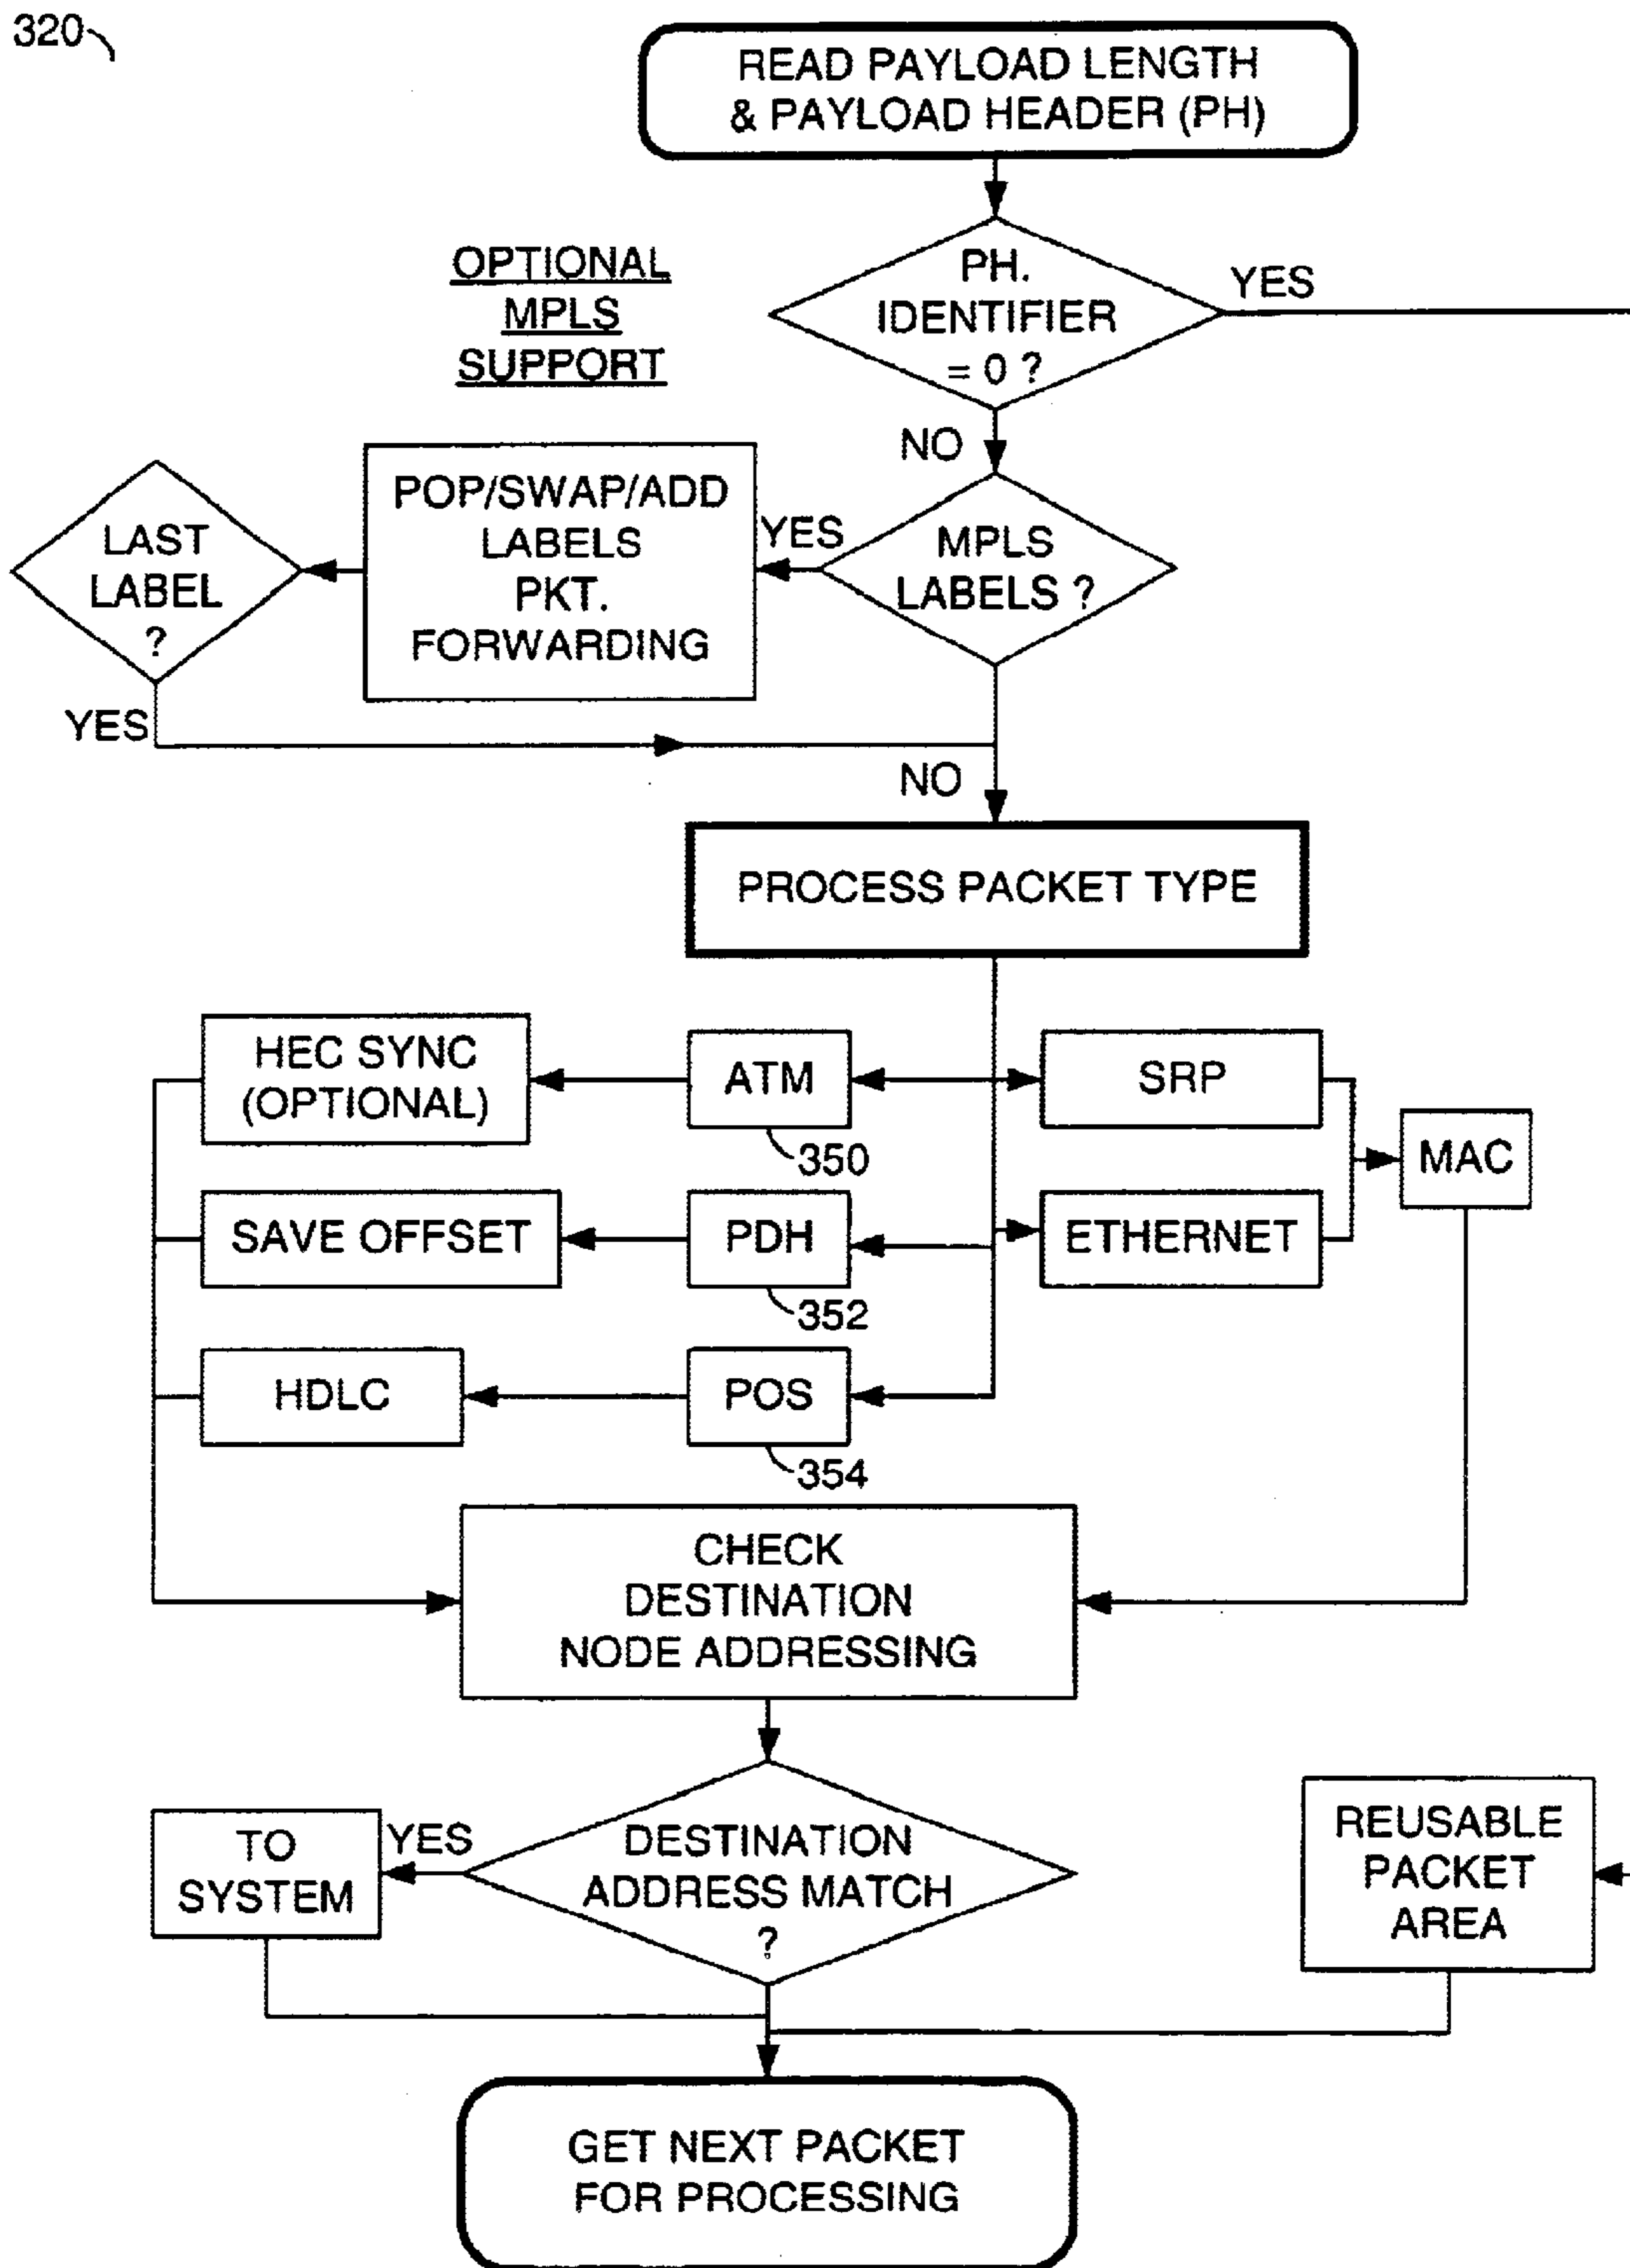 320
READ PAYLOAD LENGTH
& PAYLOAD HEADER (PH)
OPTIONAL
MPLS
SUPPORT
PH.
IDENTIFIER
= 0 ?
YES
NO
LAST
LABEL
?
POP/SWAP/ADD
LABELS
PKT.
FORWARDING
YES
MPLS
LABELS ?
YES
NO
PROCESS PACKET TYPE
HEC SYNC
(OPTIONAL)
ATM
350
SRP
MAC
SAVE OFFSET
PDH
352
ETHERNET
HDLC
POS
354
CHECK
DESTINATION
NODE ADDRESSING
TO
SYSTEM
YES
DESTINATION
ADDRESS MATCH
?
REUSABLE
PACKET
AREA
GET NEXT PACKET
FOR PROCESSING